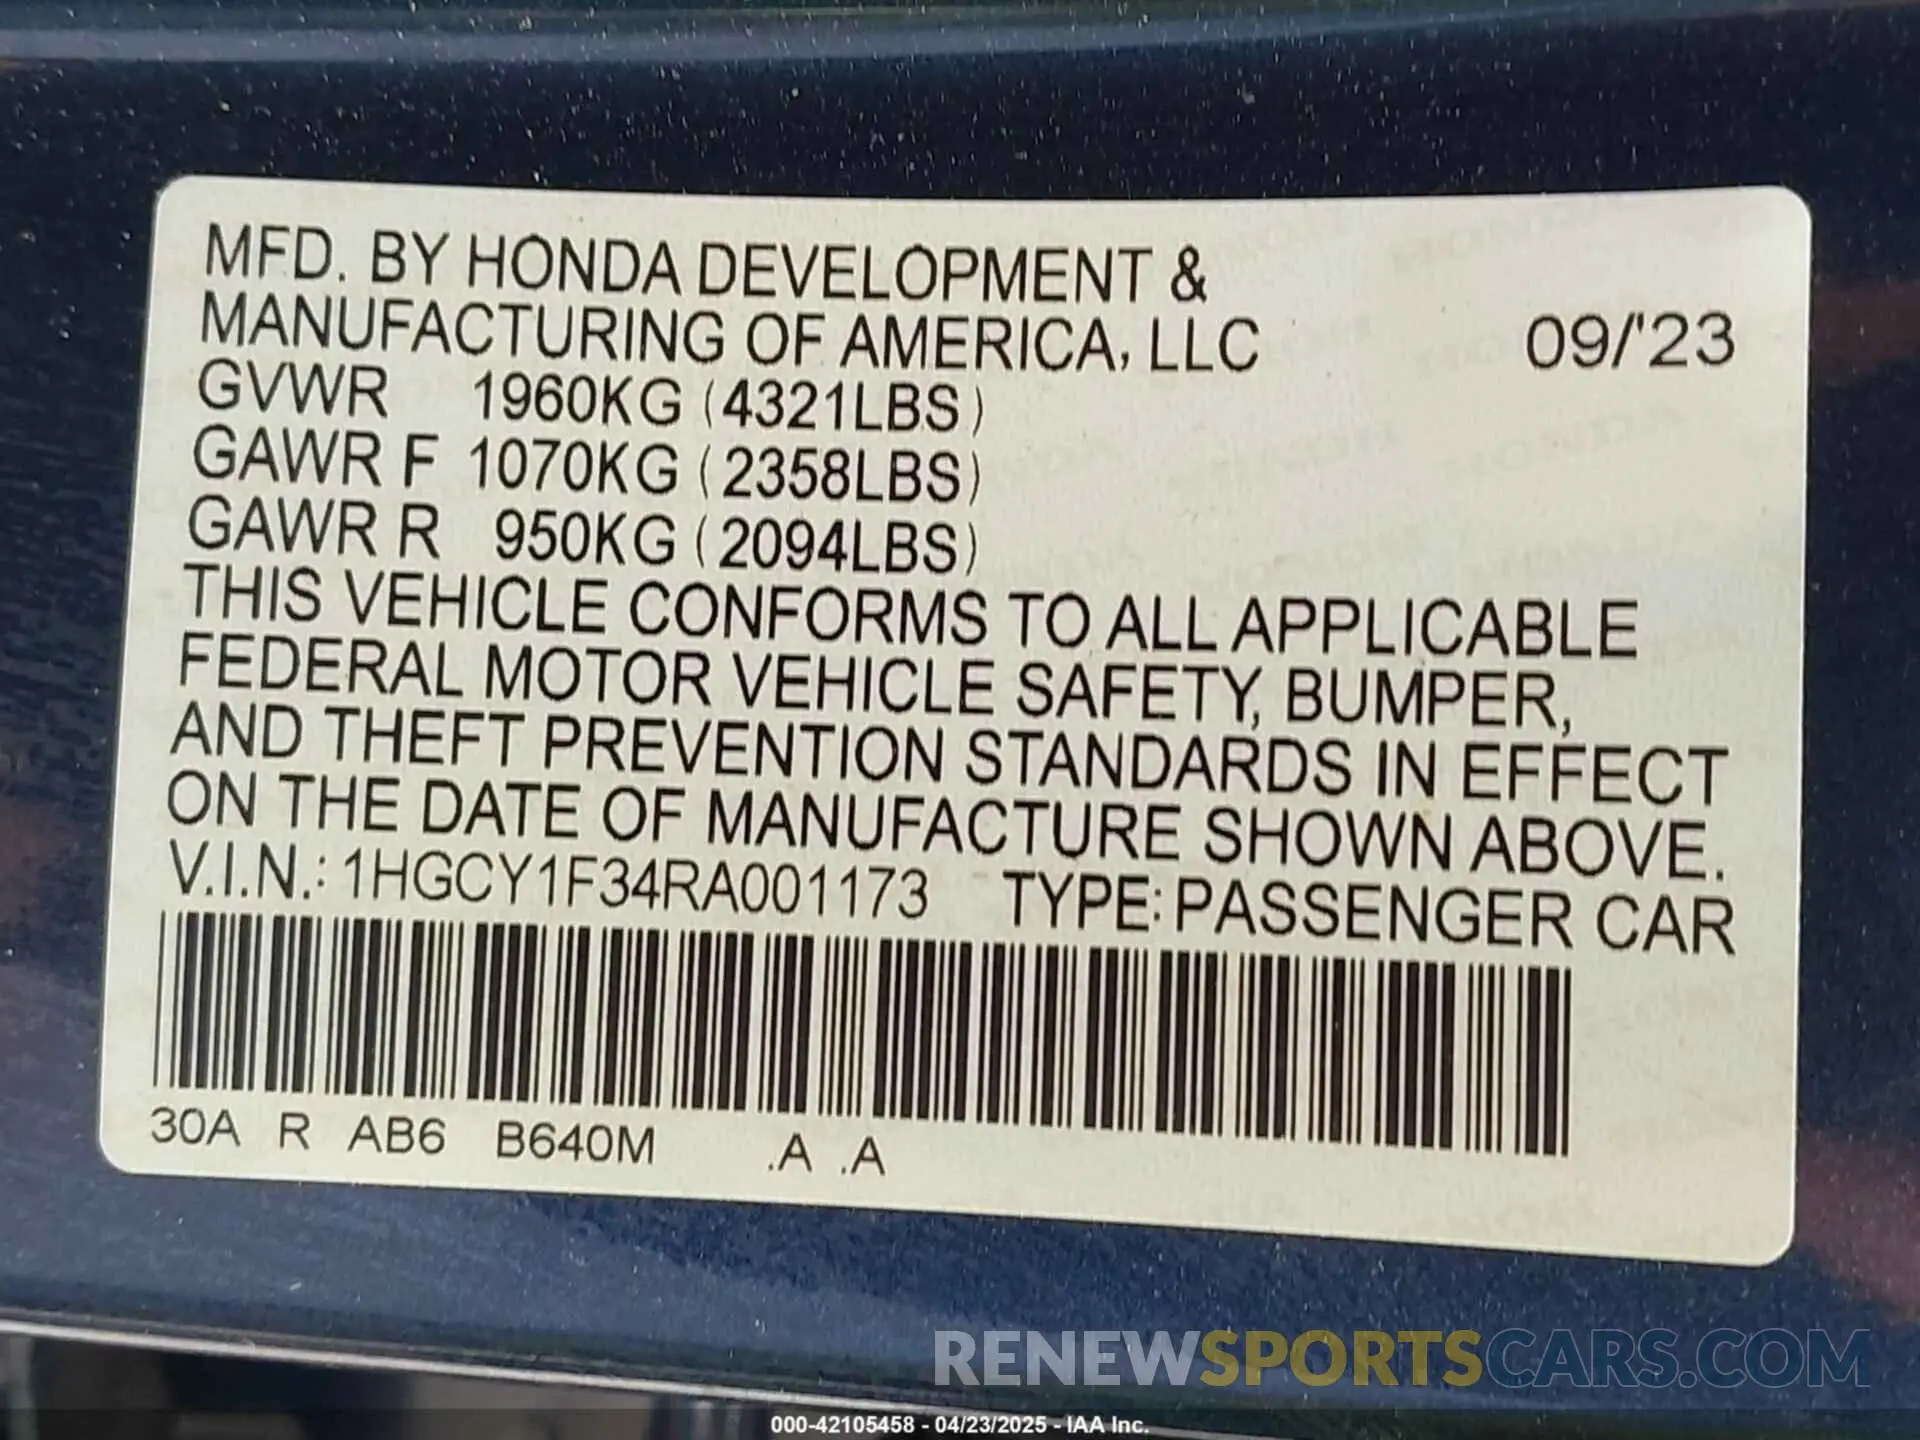 MFD. BY HONDA DEVELOPMENT &
MANUFACTURING OF AMERICA, LLC 09/'23
GVWR 1960KG (4321LBS)
GAWR F 1070KG (2358LBS)
GAWR R 950KG (2094LBS)
THIS VEHICLE CONFORMS TO ALL APPLICABLE
FEDERAL MOTOR VEHICLE SAFETY, BUMPER,
AND THEFT PREVENTION STANDARDS IN EFFECT
ON THE DATE OF MANUFACTURE SHOWN ABOVE.
V.I.N.: 1HGCY1F34RA001173 TYPE: PASSENGER CAR
30A R AB6 B640M .A .A
RENEWSPORTSCARS.COM
000-42105458 - 04/23/2025 - IAA Inc.